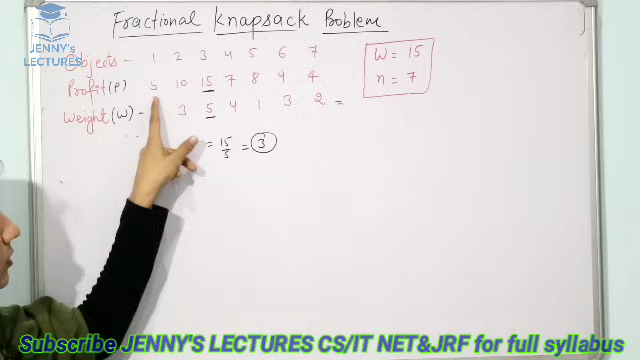 Fractional Knapsack Problem
JENNY's
LECTURES
Objects - 1 2 3 4 5 6 7
Profit (P) 5 10 15 7 8 9 4
Weight (W) - 3 5 4 1 3 2 =
W = 15
n = 7
= 15/5 = 3
Subscribe JENNY's LECTURES CS/IT NET&JRF for full syllabus